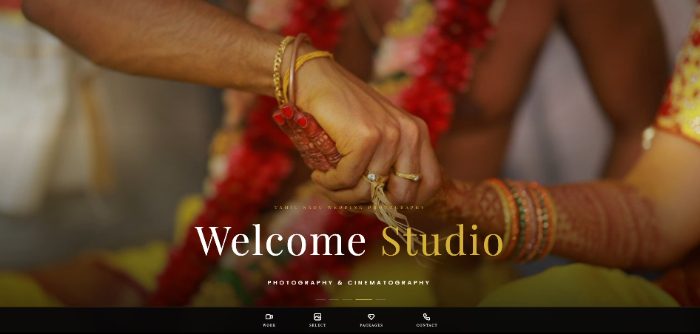 TAMIL NADU WEDDING PHOTOGRAPHY
Welcome Studio
PHOTOGRAPHY & CINEMATOGRAPHY
WORK SELECT PACKAGES CONTACT